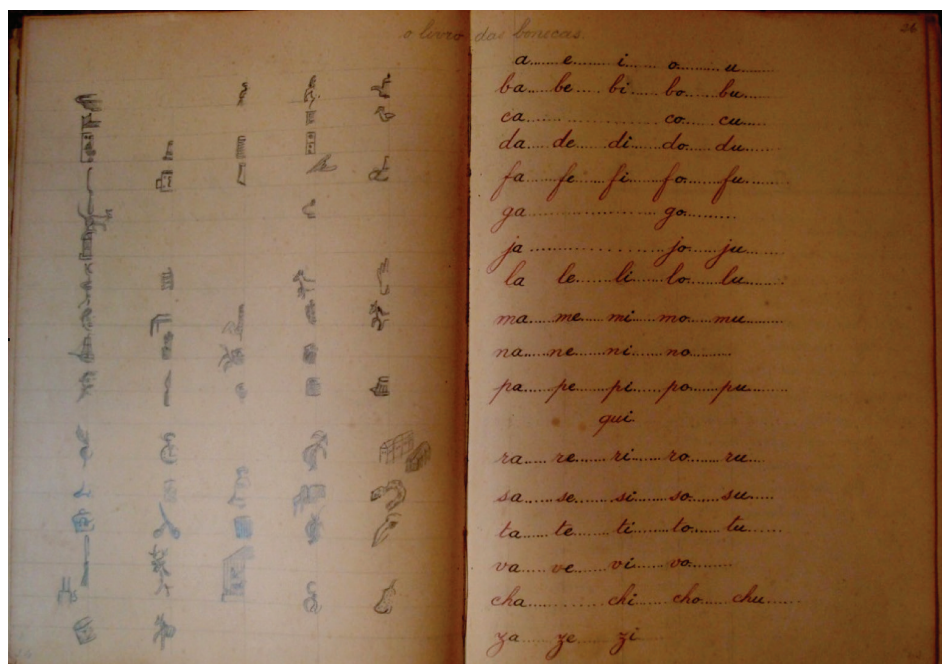 o livro das bonecas.
26
a......e......i......o......u......
ba.....be.....bi.....bo.....bu......
ca..................co.....cu......
da.....de.....di.....do.....du......
fa.....fe.....fi.....fo.....fu......
ga..................go..........
ja..................jo.....ju......
la.....le.....li.....lo.....lu......
ma.....me.....mi.....mo.....mu......
na.....ne.....ni.....no..........
pa.....pe.....pi.....po.....pu......
qui
ra.....re.....ri.....ro.....ru......
sa.....se.....si.....so.....su......
ta.....te.....ti.....to.....tu......
va.....ve.....vi.....vo..........
cha..........chi.....cho.....chu......
za.....ze.....zi